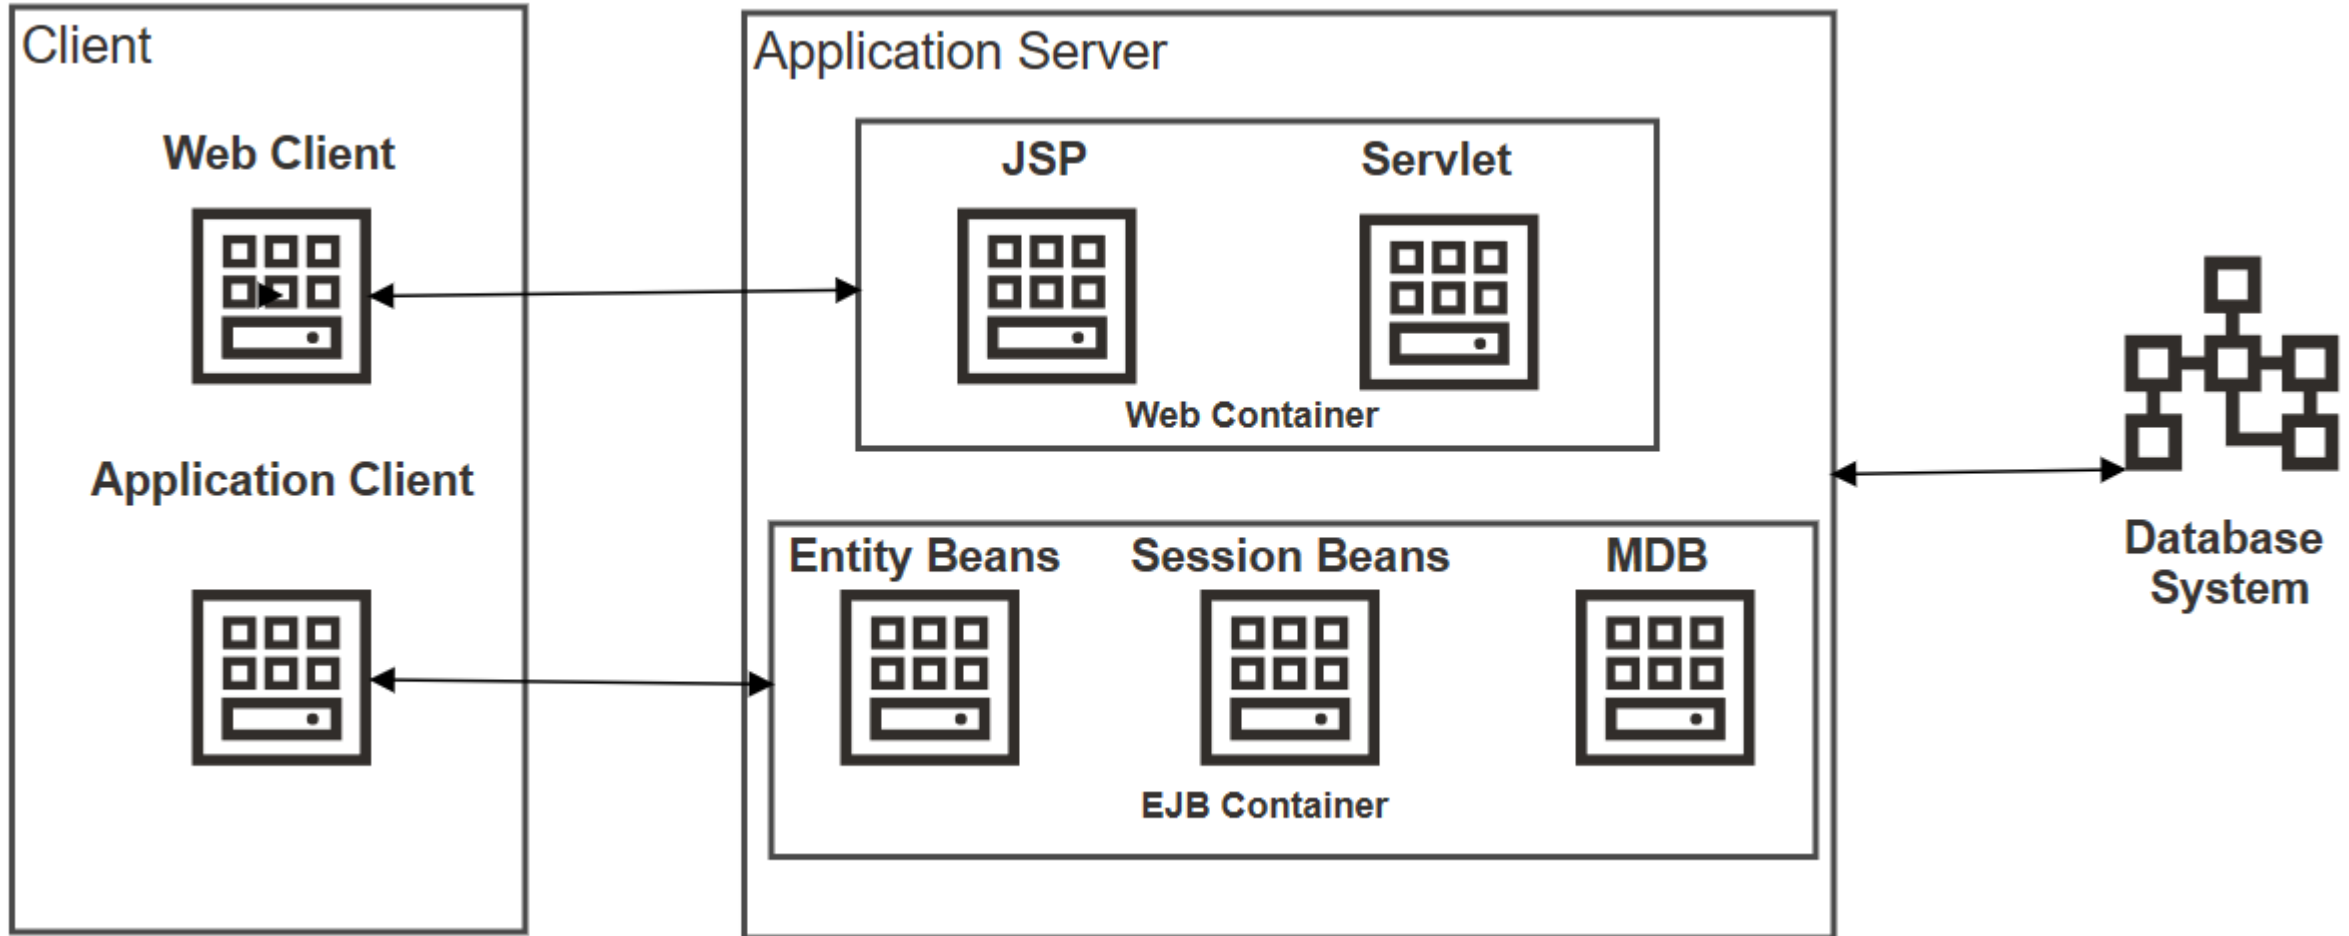 Client
Web Client
Application Client
Application Server
JSP
Servlet
Web Container
Entity Beans
Session Beans
MDB
EJB Container
Database
System